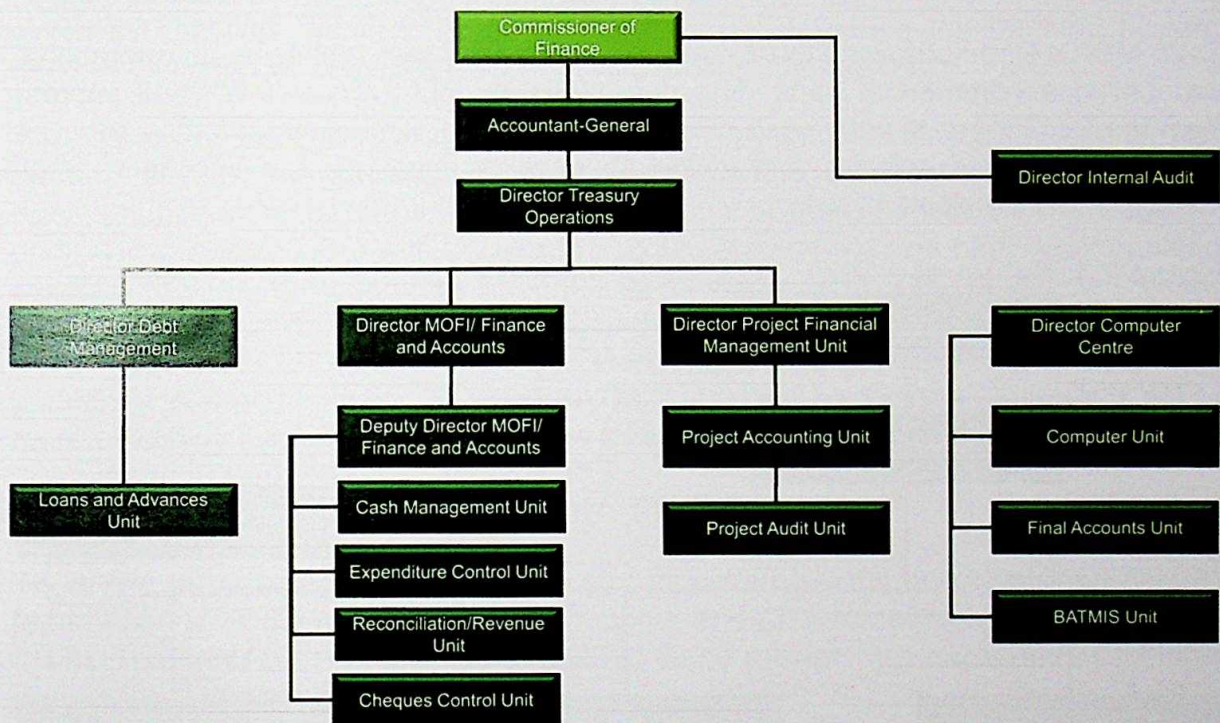 Commissioner of
Finance
Accountant-General
Director Treasury
Operations
Director Internal Audit
Director Debt
Management
Loans and Advances
Unit
Director MOFI/ Finance
and Accounts
Deputy Director MOFI/
Finance and Accounts
Cash Management Unit
Expenditure Control Unit
Reconciliation/Revenue
Unit
Cheques Control Unit
Director Project Financial
Management Unit
Project Accounting Unit
Project Audit Unit
Director Computer
Centre
Computer Unit
Final Accounts Unit
BATMIS Unit